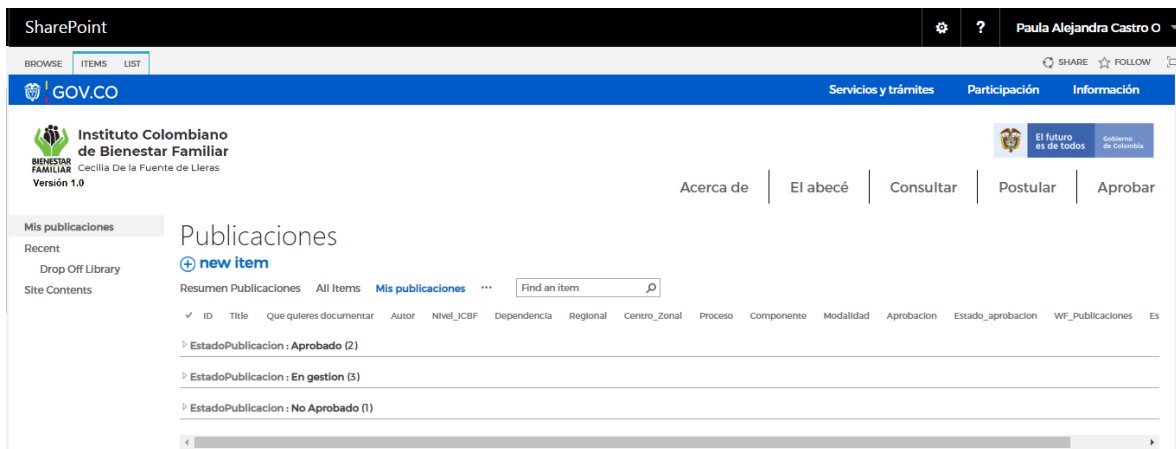 SharePoint ? Paula Alejandra Castro O
BROWSE ITEMS LIST SHARE FOLLOW
GOV.CO Servicios y trámites Participación Información
BIENESTAR
FAMILIAR
Instituto Colombiano
de Bienestar Familiar
Cecilia De la Fuente de Lleras
Versión 1.0
El futuro
es de todos
Gobierno
de Colombia
Acerca de El abecé Consultar Postular Aprobar
Mis publicaciones
Recent
Drop Off Library
Site Contents
Publicaciones
new item
Resumen Publicaciones All Items Mis publicaciones ... Find an item
ID Title Que quieres documentar Autor Nivel_ICBF Dependencia Regional Centro_Zonal Proceso Componente Modalidad Aprobacion Estado_aprobacion WF_Publicaciones Es
EstadoPublicacion : Aprobado (2)
EstadoPublicacion : En gestion (3)
EstadoPublicacion : No Aprobado (1)